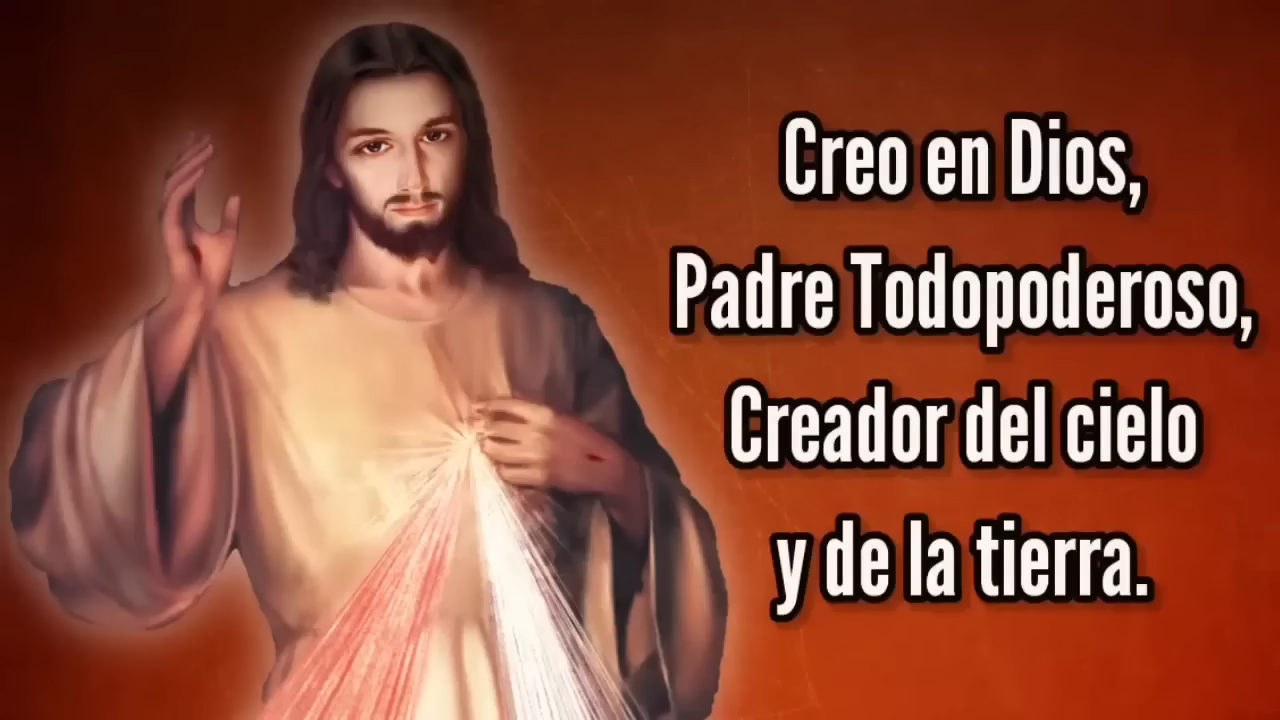 Creo en Dios,
Padre Todopoderoso,
Creador del cielo
y de la tierra.